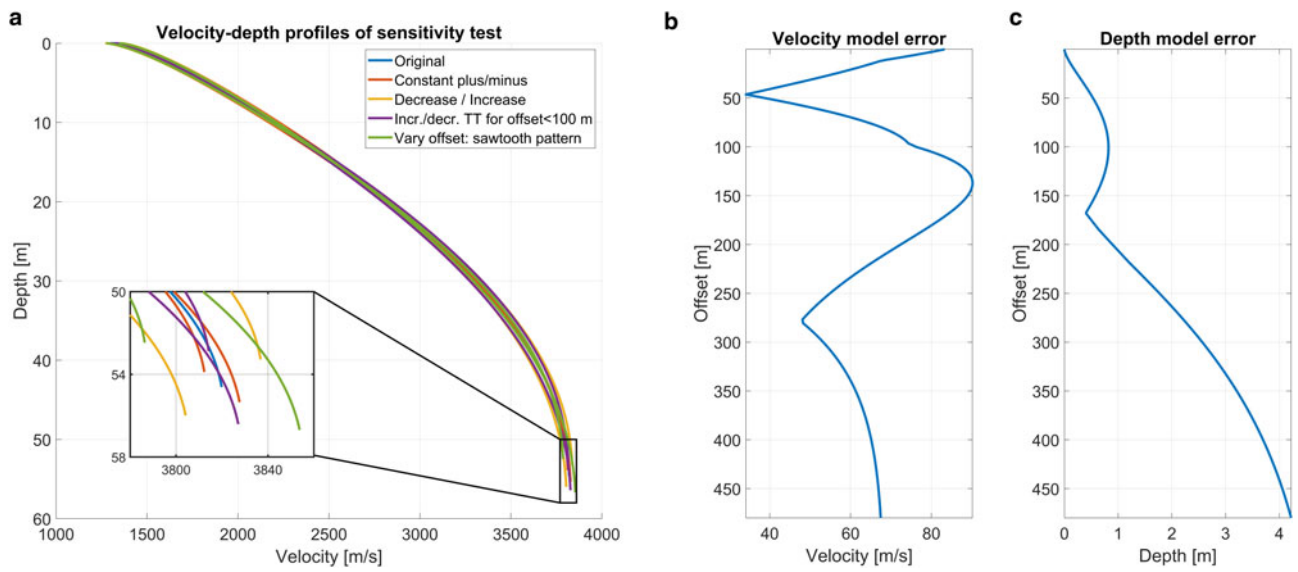 a
Velocity-depth profiles of sensitivity test
Original
Constant plus/minus
Decrease / Increase
Incr./decr. TT for offset<100 m
Vary offset: sawtooth pattern
0
10
20
30
40
50
60
Depth [m]
50
54
58
3800
3840
1000
1500
2000
2500
3000
3500
4000
Velocity [m/s]
b
Velocity model error
50
100
150
200
250
300
350
400
450
Offset [m]
40
60
80
Velocity [m/s]
c
Depth model error
50
100
150
200
250
300
350
400
450
Offset [m]
0
1
2
3
4
Depth [m]